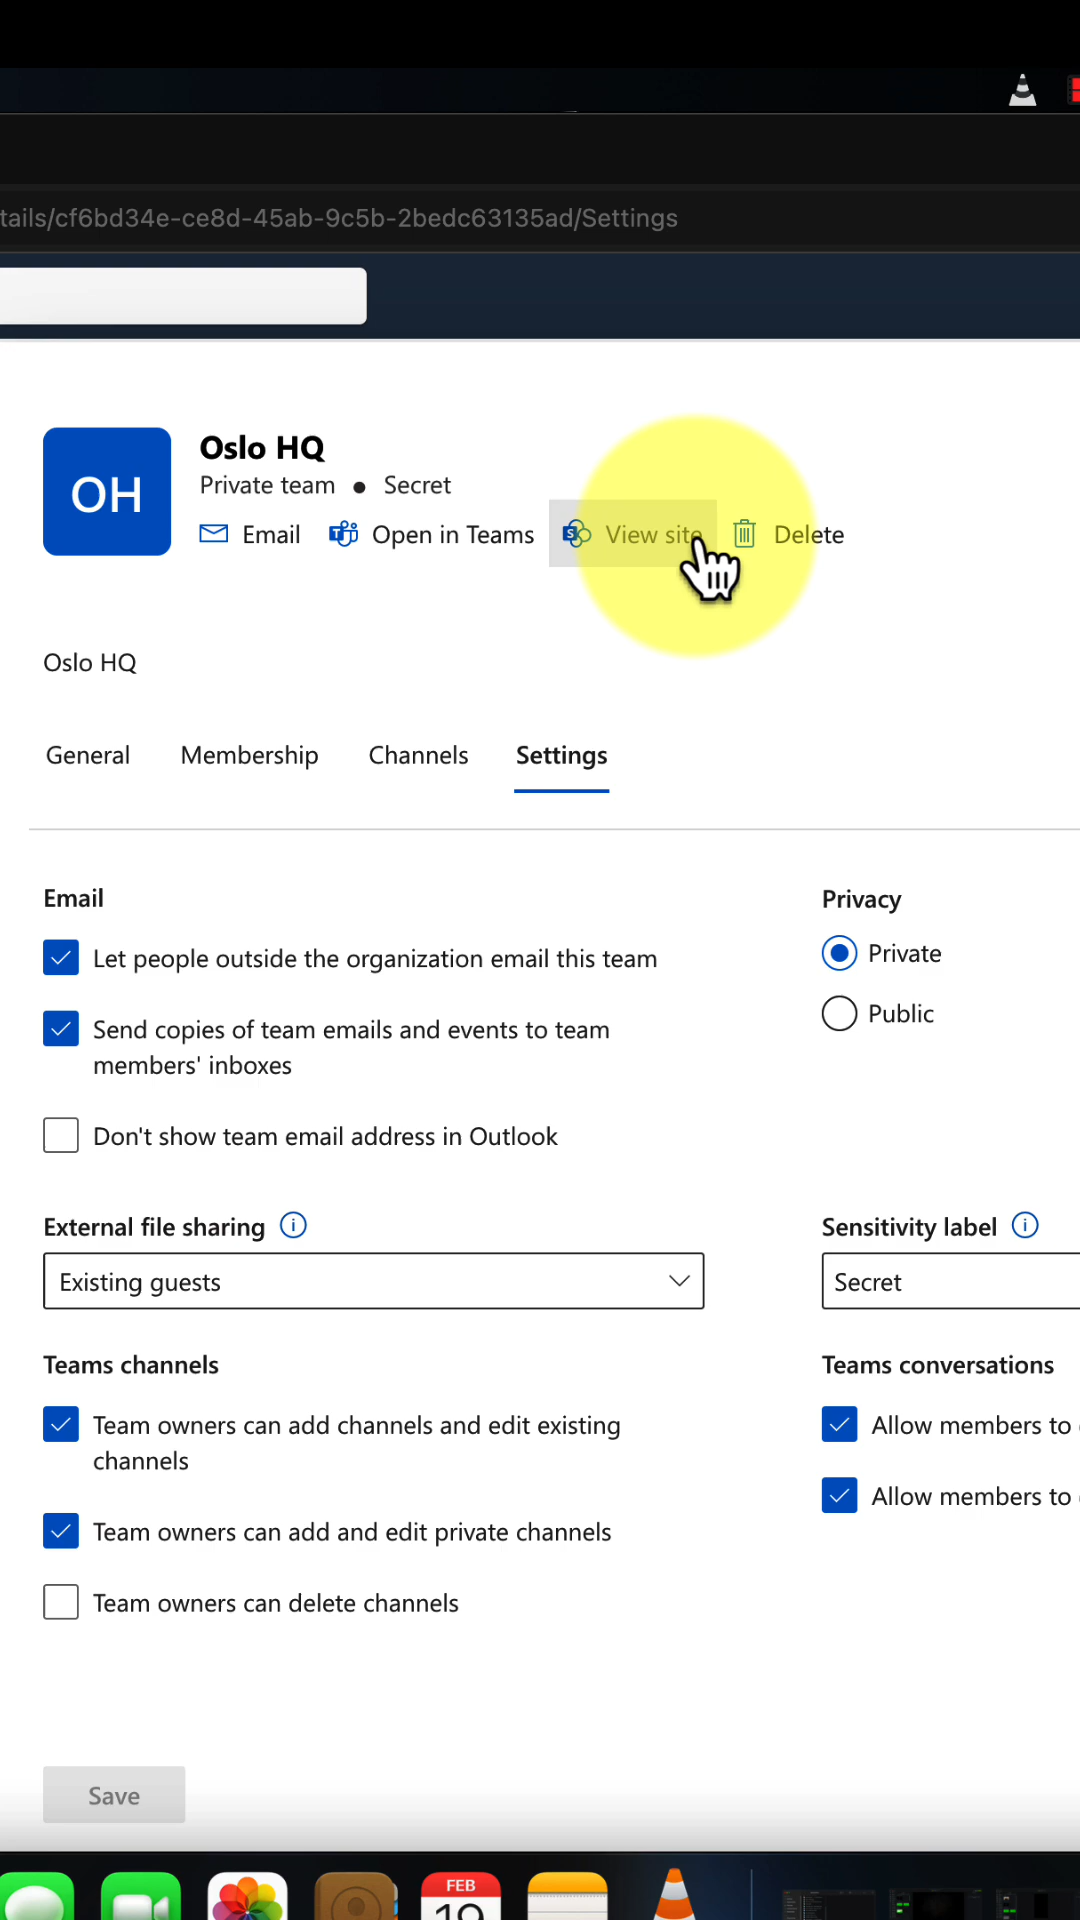 tails/cf6bd34e-ce8d-45ab-9c5b-2bedc63135ad/Settings
OH
Oslo HQ
Private team ● Secret
Email
Open in Teams
View site
Delete
Oslo HQ
General
Membership
Channels
Settings
Email
Let people outside the organization email this team
Send copies of team emails and events to team
members' inboxes
Don't show team email address in Outlook
Privacy
Private
Public
External file sharing
Existing guests
Sensitivity label
Secret
Teams channels
Team owners can add channels and edit existing
channels
Team owners can add and edit private channels
Team owners can delete channels
Teams conversations
Allow members to
Allow members to
Save
FEB
19